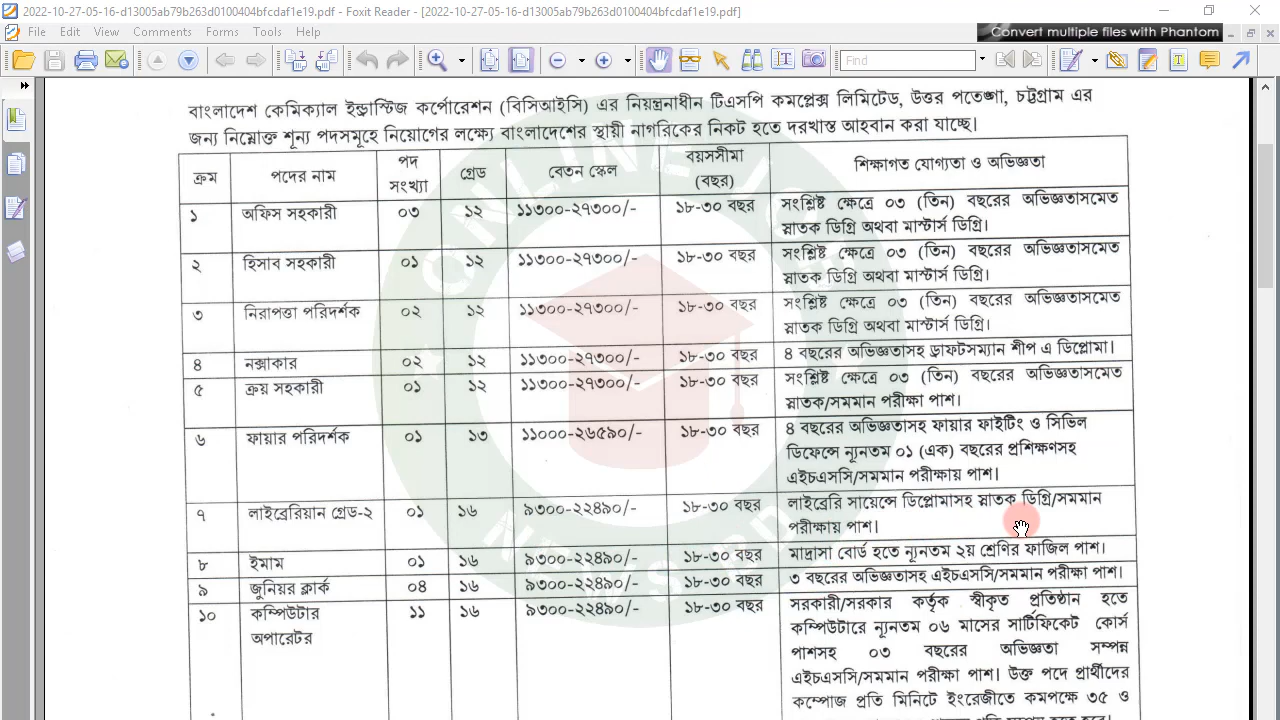 2022-10-27-05-16-d13005ab79b263d0100404bfcdaf1e19.pdf - Foxit Reader - [2022-10-27-05-16-d13005ab79b263d0100404bfcdaf1e19.pdf]
File Edit View Comments Forms Tools Help
Convert multiple files with Phantom
Find
বাংলাদেশ কেমিক্যাল ইন্ডাস্ট্রিজ কর্পোরেশন (বিসিআইসি) এর নিয়ন্ত্রনাধীন টিএসপি কমপ্লেক্স লিমিটেড, উত্তর পতেঙ্গা, চট্টগ্রাম এর
জন্য নিম্নোক্ত শূন্য পদসমূহে নিয়োগের লক্ষ্যে বাংলাদেশের স্থায়ী নাগরিকের নিকট হতে দরখাস্ত আহবান করা যাচ্ছে।
ক্রম পদের নাম পদ সংখ্যা গ্রেড বেতন স্কেল বয়সসীমা (বছর) শিক্ষাগত যোগ্যতা ও অভিজ্ঞতা
১ অফিস সহকারী ০৩ ১২ ১১৩০০-২৭৩০০/- ১৮-৩০ বছর সংশ্লিষ্ট ক্ষেত্রে ০৩ (তিন) বছরের অভিজ্ঞতাসমেত
স্নাতক ডিগ্রি অথবা মাস্টার্স ডিগ্রি।
২ হিসাব সহকারী ০১ ১২ ১১৩০০-২৭৩০০/- ১৮-৩০ বছর সংশ্লিষ্ট ক্ষেত্রে ০৩ (তিন) বছরের অভিজ্ঞতাসমেত
স্নাতক ডিগ্রি অথবা মাস্টার্স ডিগ্রি।
৩ নিরাপত্তা পরিদর্শক ০২ ১২ ১১৩০০-২৭৩০০/- ১৮-৩০ বছর সংশ্লিষ্ট ক্ষেত্রে ০৩ (তিন) বছরের অভিজ্ঞতাসমেত
স্নাতক ডিগ্রি অথবা মাস্টার্স ডিগ্রি।
৪ নক্সাকার ০২ ১২ ১১৩০০-২৭৩০০/- ১৮-৩০ বছর ৪ বছরের অভিজ্ঞতাসহ ড্রাফটসম্যান শীপ এ ডিপ্লোমা।
৫ ক্রয় সহকারী ০১ ১২ ১১৩০০-২৭৩০০/- ১৮-৩০ বছর সংশ্লিষ্ট ক্ষেত্রে ০৩ (তিন) বছরের অভিজ্ঞতাসমেত
স্নাতক/সমমান পরীক্ষা পাশ।
৬ ফায়ার পরিদর্শক ০১ ১৩ ১১০০০-২৬৫৯০/- ১৮-৩০ বছর ৪ বছরের অভিজ্ঞতাসহ ফায়ার ফাইটিং ও সিভিল
ডিফেন্সে ন্যূনতম ০১ (এক) বছরের প্রশিক্ষণসহ
এইচএসসি/সমমান পরীক্ষায় পাশ।
৭ লাইব্রেরিয়ান গ্রেড-২ ০১ ১৬ ৯৩০০-২২৪৯০/- ১৮-৩০ বছর লাইব্রেরি সায়েন্সে ডিপ্লোমাসহ স্নাতক ডিগ্রি/সমমান
পরীক্ষায় পাশ।
৮ ইমাম ০১ ১৬ ৯৩০০-২২৪৯০/- ১৮-৩০ বছর মাদ্রাসা বোর্ড হতে ন্যূনতম ২য় শ্রেণির ফাজিল পাশ।
৯ জুনিয়র ক্লার্ক ০৪ ১৬ ৯৩০০-২২৪৯০/- ১৮-৩০ বছর ৩ বছরের অভিজ্ঞতাসহ এইচএসসি/সমমান পরীক্ষা পাশ।
১০ কম্পিউটার অপারেটর ১১ ১৬ ৯৩০০-২২৪৯০/- ১৮-৩০ বছর সরকারী/সরকার কর্তৃক স্বীকৃত প্রতিষ্ঠান হতে
কম্পিউটারে ন্যূনতম ০৬ মাসের সার্টিফিকেট কোর্স
পাশসহ ০৩ বছরের অভিজ্ঞতা সম্পন্ন
এইচএসসি/সমমান পরীক্ষা পাশ। উক্ত পদে প্রার্থীদের
কম্পোজ প্রতি মিনিটে ইংরেজীতে কমপক্ষে ৩৫ ও